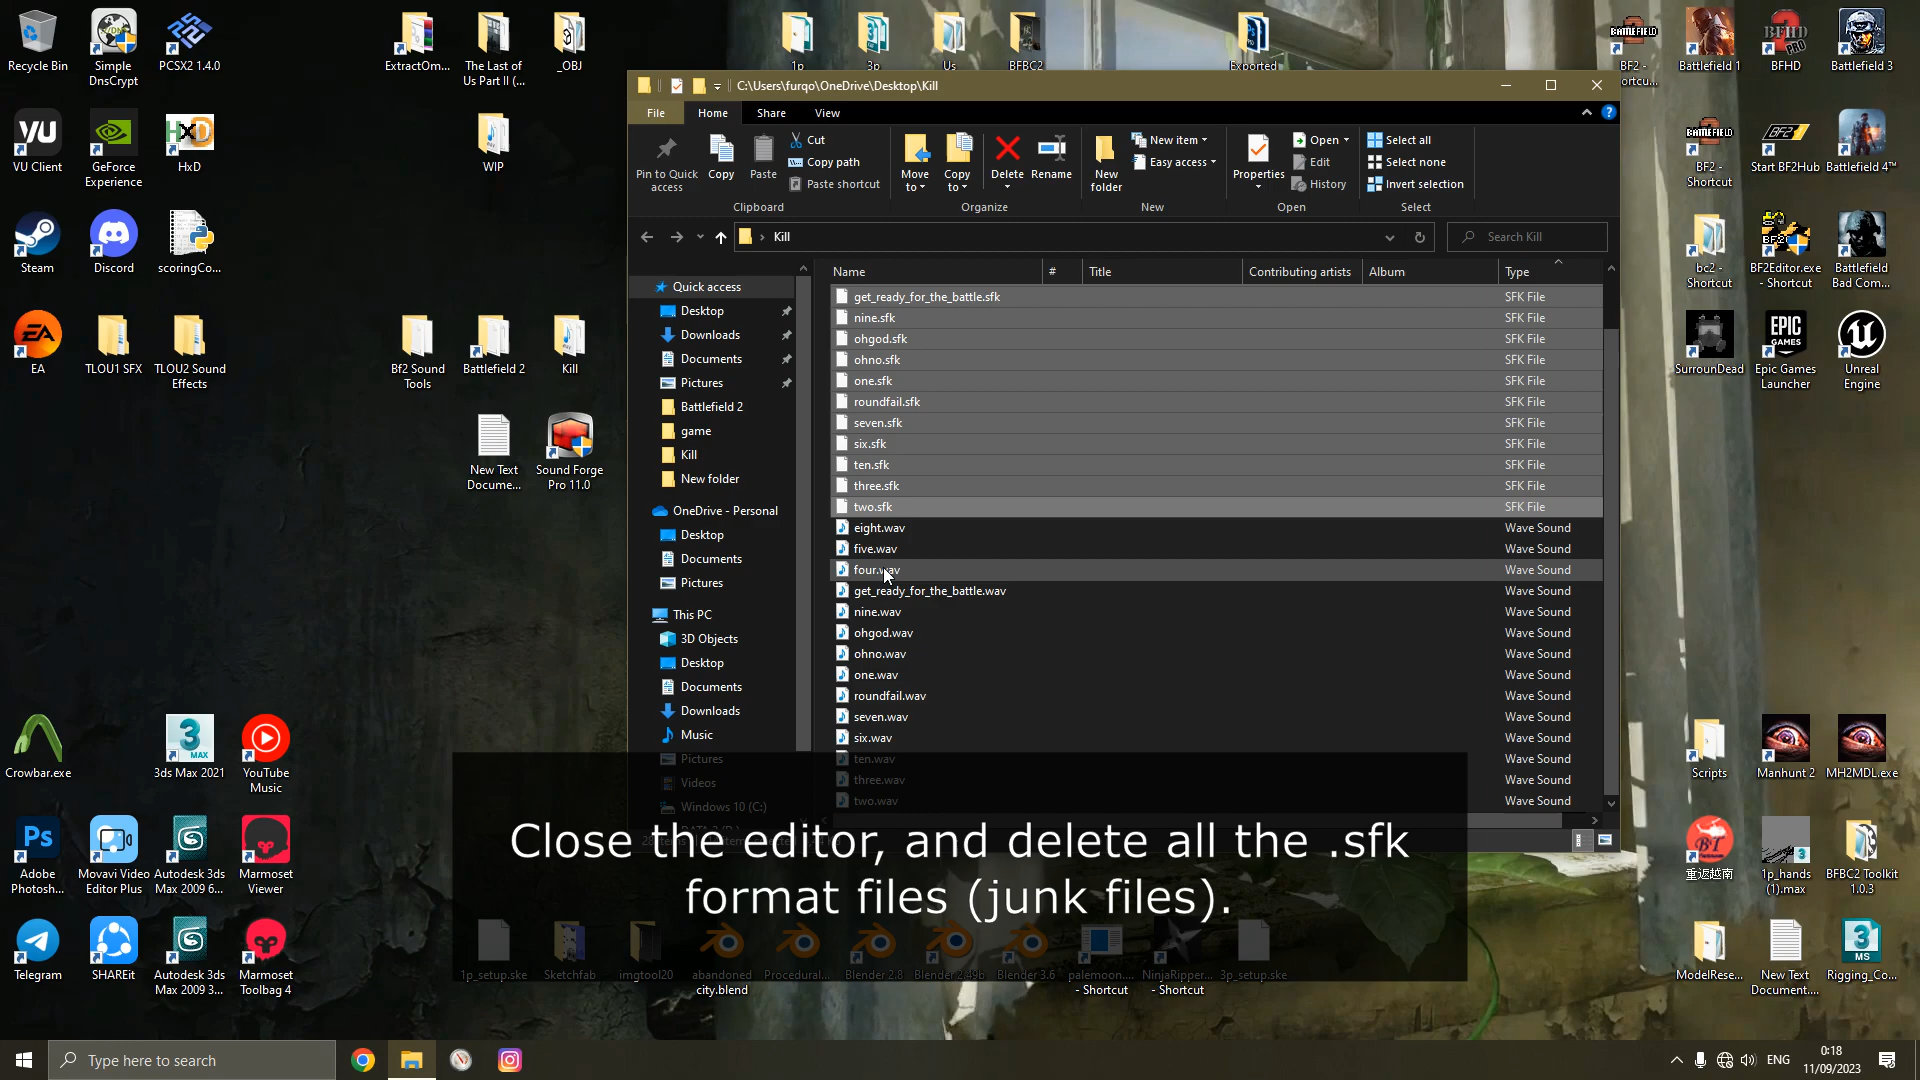 Recycle Bin
Simple
DnsCrypt
PCSX2 1.4.0
ExtractOm...
The Last of
Us Part II (...
_OBJ
1p
3p
Us
BFBC2
Exported
BF2 -
Battlefield 1
BFHD
Battlefield 3
VU Client
GeForce
Experience
HxD
WIP
BF2 -
Shortcut
Start BF2Hub
Battlefield 4™
Steam
Discord
scoringCo...
bc2 -
Shortcut
BF2Editor.exe
- Shortcut
Battlefield
Bad Com...
EA
TLOU1 SFX
TLOU2 Sound
Effects
Bf2 Sound
Tools
Battlefield 2
Kill
SurrounDead
Epic Games
Launcher
Unreal
Engine
New Text
Docume...
Sound Forge
Pro 11.0
C:\Users\furqo\OneDrive\Desktop\Kill
File
Home
Share
View
Pin to Quick
access
Copy
Paste
Cut
Copy path
Paste shortcut
Clipboard
Move
to
Copy
to
Delete
Rename
Organize
New
folder
New item
Easy access
New
Properties
Open
Edit
History
Open
Select all
Select none
Invert selection
Select
Kill
Search Kill
Quick access
Desktop
Downloads
Documents
Pictures
Battlefield 2
game
Kill
New folder
OneDrive - Personal
Desktop
Documents
Pictures
This PC
3D Objects
Desktop
Documents
Downloads
Music
Pictures
Videos
Windows 10 (C:)
Name # Title Contributing artists Album Type
get_ready_for_the_battle.sfk SFK File
nine.sfk SFK File
ohgod.sfk SFK File
ohno.sfk SFK File
one.sfk SFK File
roundfail.sfk SFK File
seven.sfk SFK File
six.sfk SFK File
ten.sfk SFK File
three.sfk SFK File
two.sfk SFK File
eight.wav Wave Sound
five.wav Wave Sound
four.wav Wave Sound
get_ready_for_the_battle.wav Wave Sound
nine.wav Wave Sound
ohgod.wav Wave Sound
ohno.wav Wave Sound
one.wav Wave Sound
roundfail.wav Wave Sound
seven.wav Wave Sound
six.wav Wave Sound
ten.wav Wave Sound
three.wav Wave Sound
two.wav Wave Sound
Close the editor, and delete all the .sfk
format files (junk files).
Crowbar.exe
3ds Max 2021
YouTube
Music
Scripts
Manhunt 2
MH2MDL.exe
Adobe
Photosh...
Movavi Video
Editor Plus
Autodesk 3ds
Max 2009 6...
Marmoset
Viewer
重返越南
1p_hands
(1).max
BFBC2 Toolkit
1.0.3
Telegram
SHAREit
Autodesk 3ds
Max 2009 3...
Marmoset
Toolbag 4
1p_setup.ske
Sketchfab
imgtool20
abandoned
city.blend
Procedural...
Blender 2.8
Blender 2.49b
Blender 3.6
palemoon....
- Shortcut
NinjaRipper...
- Shortcut
3p_setup.ske
ModelRese...
New Text
Document....
Rigging_Co...
Type here to search
ENG
0:18
11/09/2023